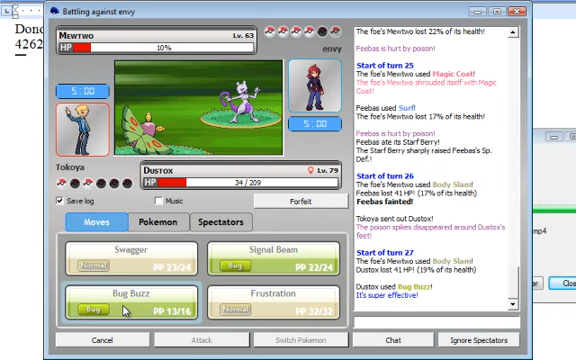 Donc
4262
Battling against envy
Mewtwo Lv. 63
HP 10%
envy
5 : 00
5 : 00
Tokoya
Dustox Lv. 79
HP 34 / 209
Save log
Music
Forfeit
Moves Pokemon Spectators
Swagger
Normal PP 23/24
Signal Beam
Bug PP 22/24
Bug Buzz
Bug PP 13/16
Frustration
Normal PP 32/32
Cancel Attack Switch Pokemon
The foe's Mewtwo lost 22% of its health!
Feebas is hurt by poison!
Start of turn 25
The foe's Mewtwo used Magic Coat!
The foe's Mewtwo shrouded itself with Magic
Coat!
Feebas used Surf!
The foe's Mewtwo lost 17% of its health!
Feebas is hurt by poison!
Feebas ate its Starf Berry!
The Starf Berry sharply raised Feebas's Sp.
Def.!
Start of turn 26
The foe's Mewtwo used Body Slam!
Feebas lost 41 HP! (17% of its health)
Feebas fainted!
Tokoya sent out Dustox!
The poison spikes disappeared around Dustox's
feet!
Start of turn 27
The foe's Mewtwo used Body Slam!
Dustox lost 41 HP! (19% of its health)
Dustox used Bug Buzz!
It's super effective!
Chat Ignore Spectators
mp4
Close